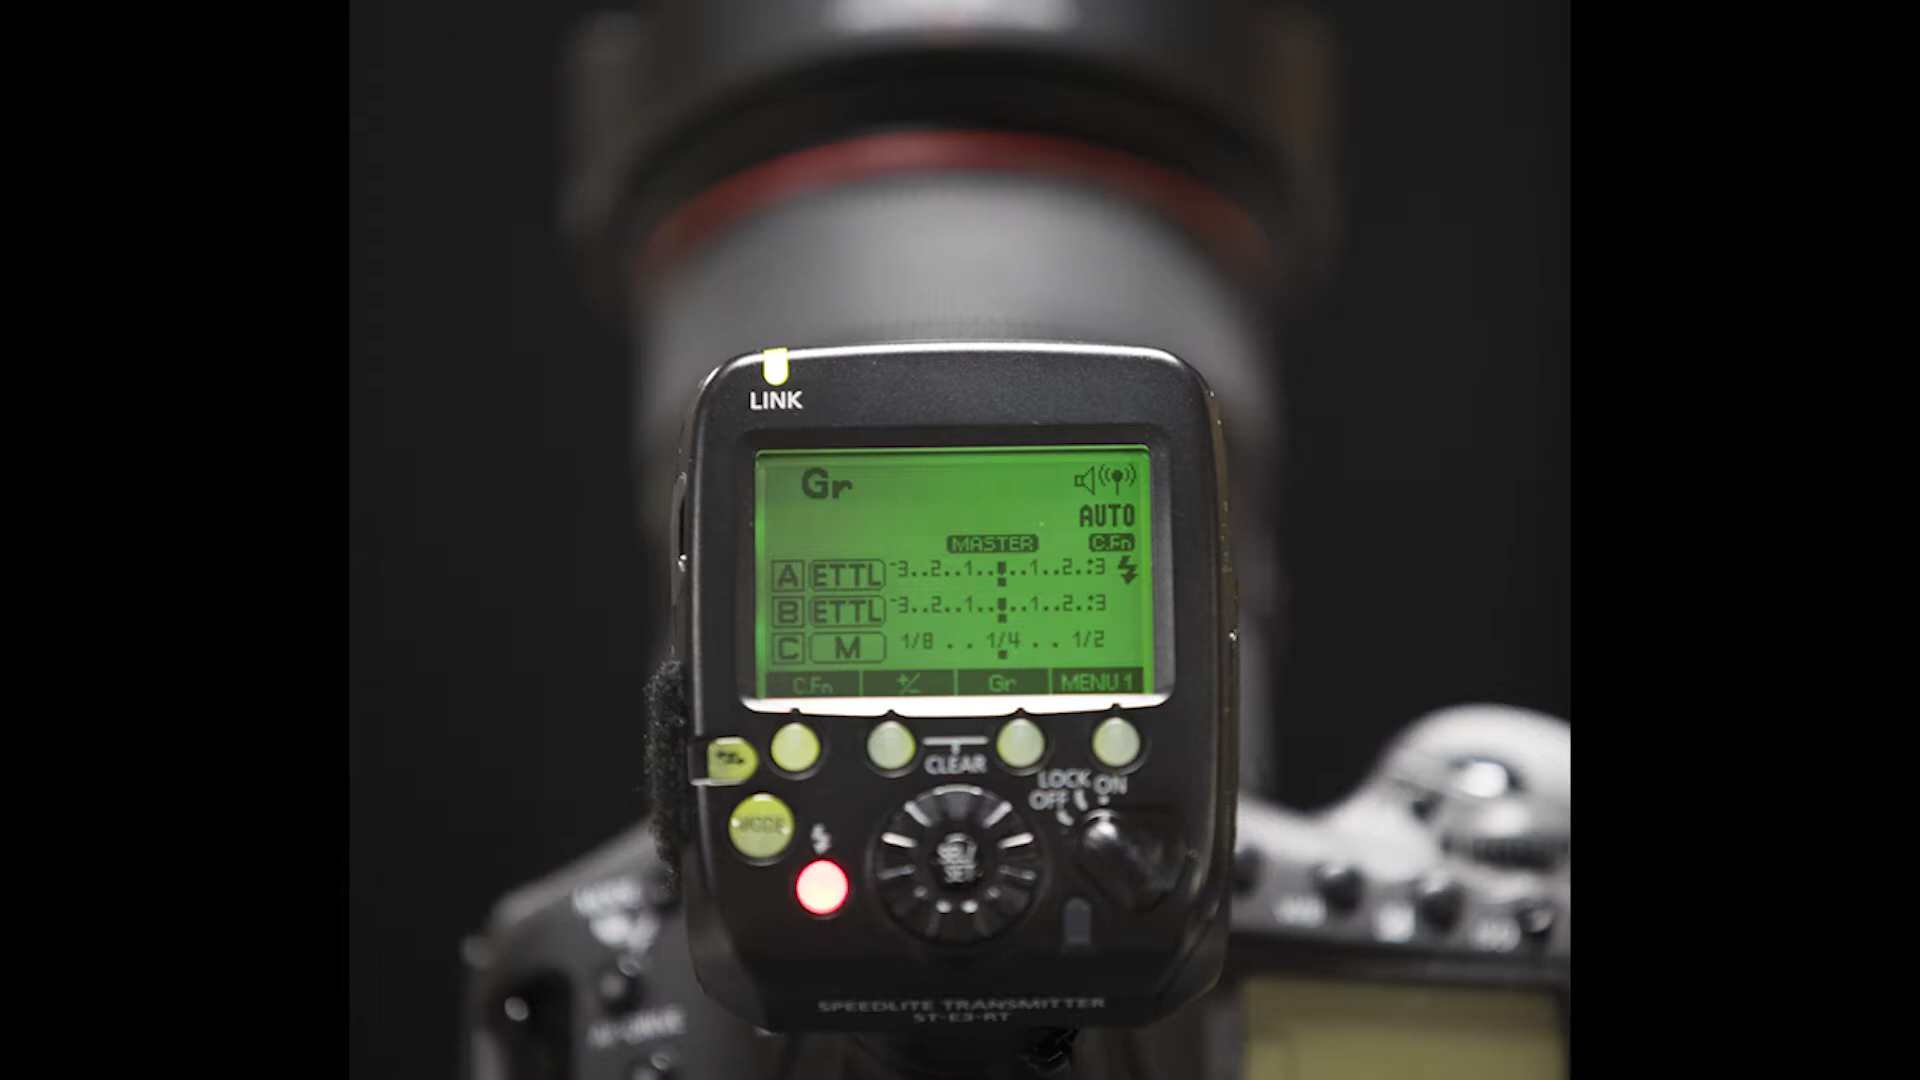 LINK
Gr
AUTO
MASTER C.Fn
A ETTL -3..2..1..▮..1..2.:+3
B ETTL -3..2..1..▮..1..2.:+3
C M 1/8 . . 1/4 . . 1/2
C.Fn +/- Gr MENU 1
CLEAR
LOCK ON
OFF
MODE
SEL/
SET
SPEEDLITE TRANSMITTER
ST-E3-RT